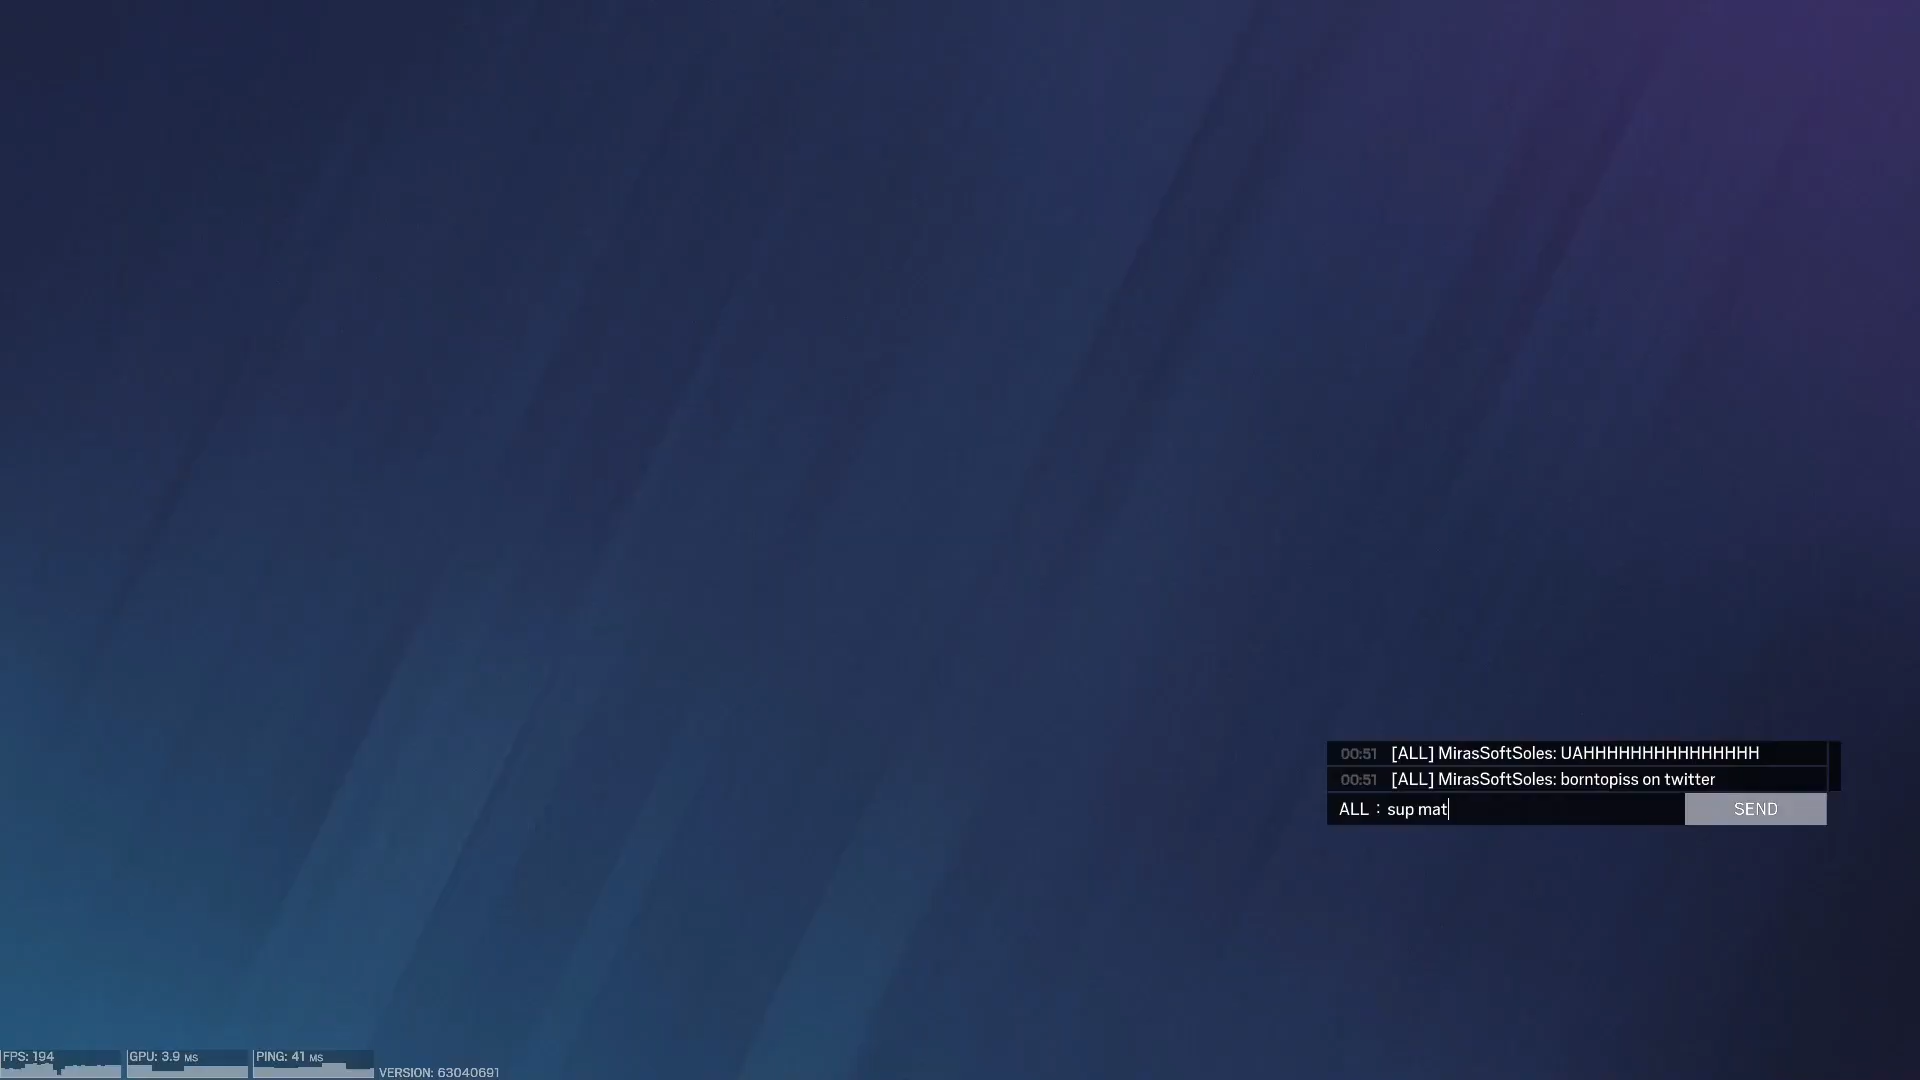 00:51 [ALL] MirasSoftSoles: UAHHHHHHHHHHHHHHH
00:51 [ALL] MirasSoftSoles: borntopiss on twitter
ALL : sup mat SEND
FPS: 194 GPU: 3.9 MS PING: 41 MS
VERSION: 63040691